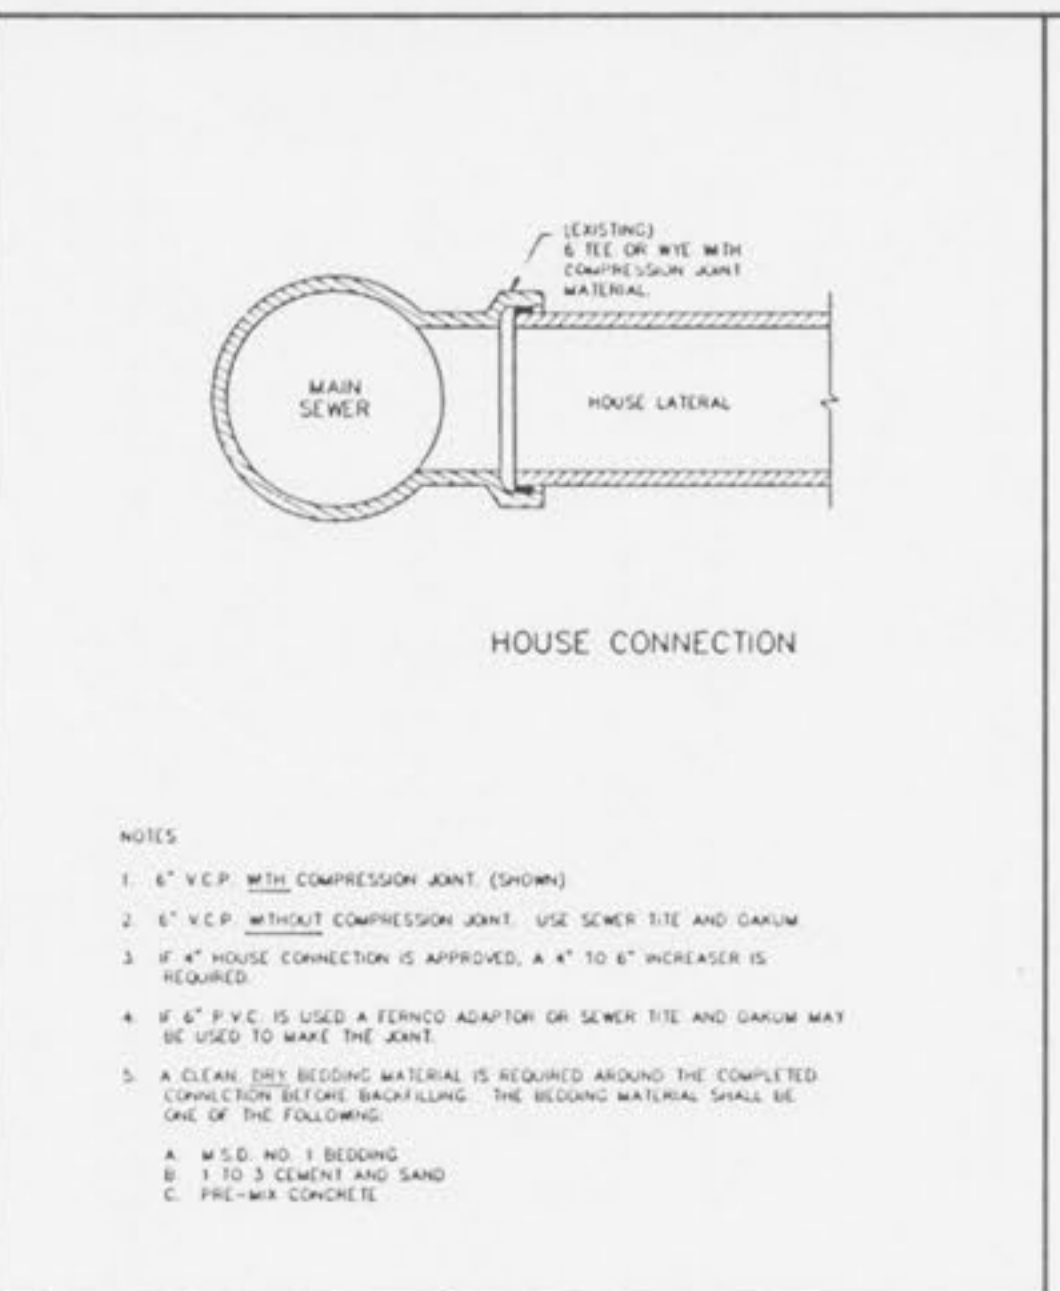 (EXISTING)
6 TEE OR WYE WITH
COMPRESSION JOINT
MATERIAL.
MAIN
SEWER
HOUSE LATERAL
HOUSE CONNECTION
NOTES
1. 6" V.C.P. WITH COMPRESSION JOINT. (SHOWN)
2. 6" V.C.P. WITHOUT COMPRESSION JOINT. USE SEWER TITE AND OAKUM.
3. IF 4" HOUSE CONNECTION IS APPROVED, A 4" TO 6" INCREASER IS
REQUIRED.
4. IF 6" P.V.C. IS USED A FERNCO ADAPTOR OR SEWER TITE AND OAKUM MAY
BE USED TO MAKE THE JOINT.
5. A CLEAN, DRY BEDDING MATERIAL IS REQUIRED AROUND THE COMPLETED
CONNECTION BEFORE BACKFILLING. THE BEDDING MATERIAL SHALL BE
ONE OF THE FOLLOWING:
A. M.S.D. NO. 1 BEDDING
B. 1 TO 3 CEMENT AND SAND
C. PRE-MIX CONCRETE